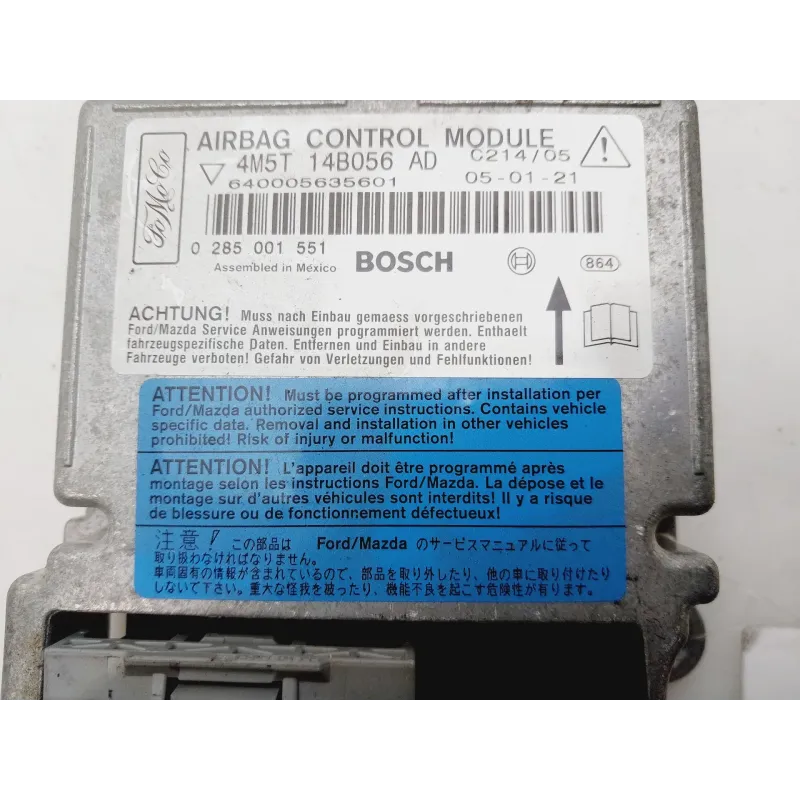 FoMoCo
AIRBAG CONTROL MODULE
4M5T 14B056 AD C214/05
640005635601 05-01-21
0 285 001 551
Assembled in México BOSCH 864
ACHTUNG! Muss nach Einbau gemaess vorgeschriebenen
Ford/Mazda Service Anweisungen programmiert werden. Enthaelt
fahrzeugspezifische Daten. Entfernen und Einbau in andere
Fahrzeuge verboten! Gefahr von Verletzungen und Fehlfunktionen!
ATTENTION! Must be programmed after installation per
Ford/Mazda authorized service instructions. Contains vehicle
specific data. Removal and installation in other vehicles
prohibited! Risk of injury or malfunction!
ATTENTION! L'appareil doit être programmé après
montage selon les instructions Ford/Mazda. La dépose et le
montage sur d'autres véhicules sont interdits! Il y a risque
de blessure ou de fonctionnement défectueux!
注意! この部品は Ford/Mazda のサービスマニュアルに従って
取り扱わなければなりません。
車両固有の情報が含まれているので、部品を取り外したり、他の車に取り付けたり
しないで下さい。重大な怪我を被ったり、機能不良を起こす危険性が有ります。